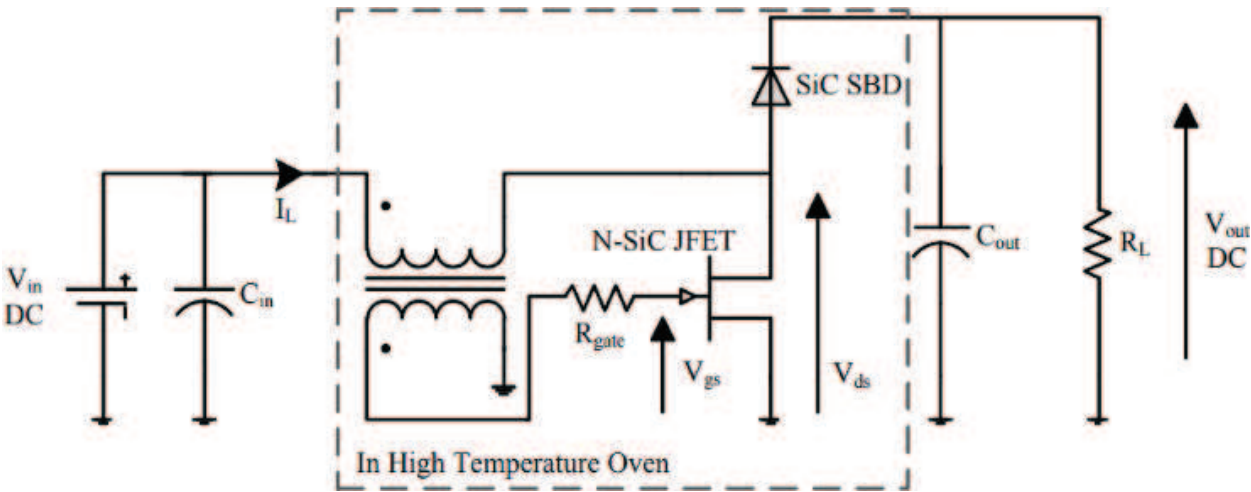 SiC SBD
I_L
N-SiC JFET
V_in
DC
C_in
R_gate
V_gs
V_ds
C_out
R_L
V_out
DC
In High Temperature Oven